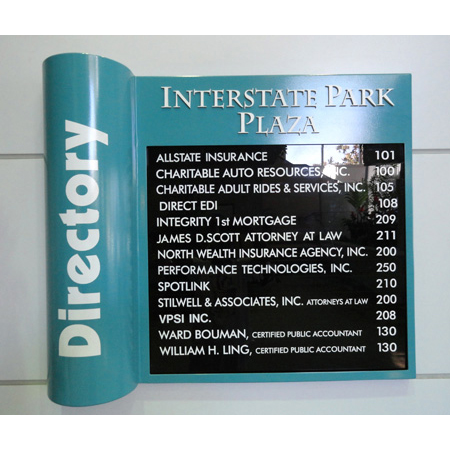 Directory
INTERSTATE PARK
PLAZA
ALLSTATE INSURANCE 101
CHARITABLE AUTO RESOURCES, INC. 100
CHARITABLE ADULT RIDES & SERVICES, INC. 105
DIRECT EDI 108
INTEGRITY 1st MORTGAGE 209
JAMES D.SCOTT ATTORNEY AT LAW 211
NORTH WEALTH INSURANCE AGENCY, INC. 200
PERFORMANCE TECHNOLOGIES, INC. 250
SPOTLINK 210
STILWELL & ASSOCIATES, INC. ATTORNEYS AT LAW 200
VPSI INC. 208
WARD BOUMAN, CERTIFIED PUBLIC ACCOUNTANT 130
WILLIAM H. LING, CERTIFIED PUBLIC ACCOUNTANT 130